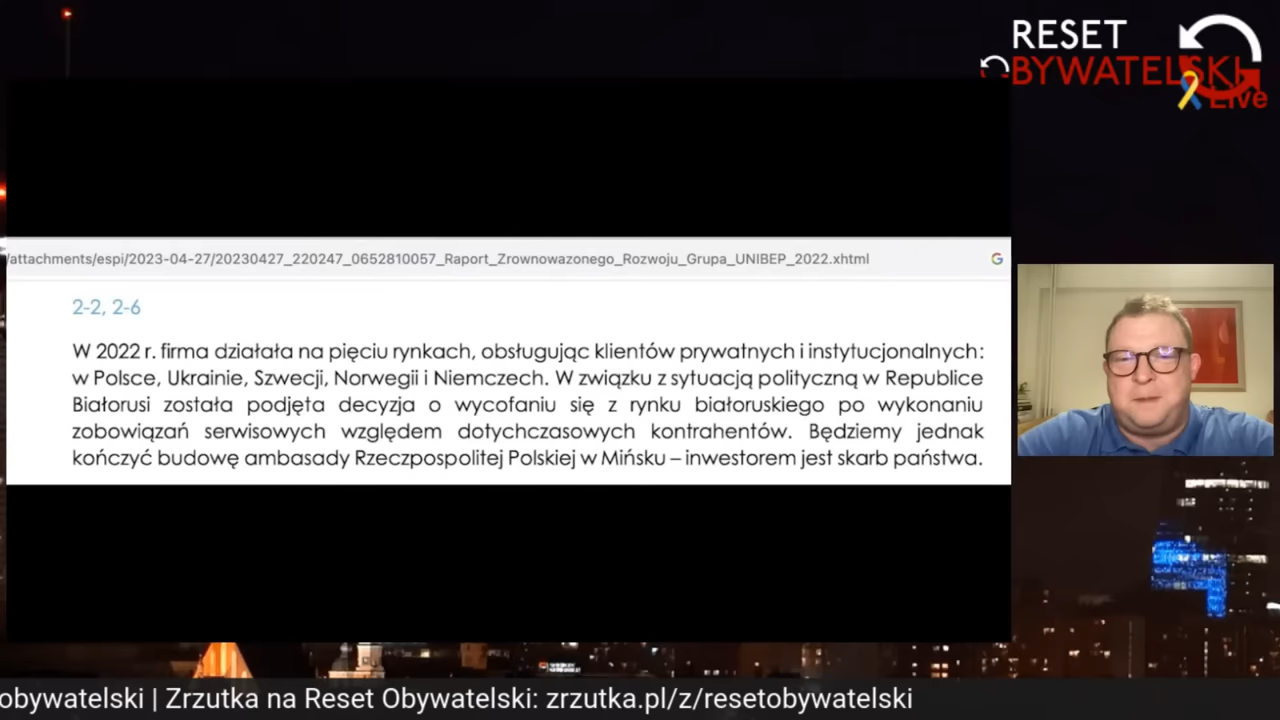 RESET
OBYWATELSKI
Live
/attachments/espi/2023-04-27/20230427_220247_0652810057_Raport_Zrownowazonego_Rozwoju_Grupa_UNIBEP_2022.xhtml
2-2, 2-6
W 2022 r. firma działała na pięciu rynkach, obsługując klientów prywatnych i instytucjonalnych:
w Polsce, Ukrainie, Szwecji, Norwegii i Niemczech. W związku z sytuacją polityczną w Republice
Białorusi została podjęta decyzja o wycofaniu się z rynku białoruskiego po wykonaniu
zobowiązań serwisowych względem dotychczasowych kontrahentów. Będziemy jednak
kończyć budowę ambasady Rzeczpospolitej Polskiej w Mińsku – inwestorem jest skarb państwa.
obywatelski | Zrzutka na Reset Obywatelski: zrzutka.pl/z/resetobywatelski